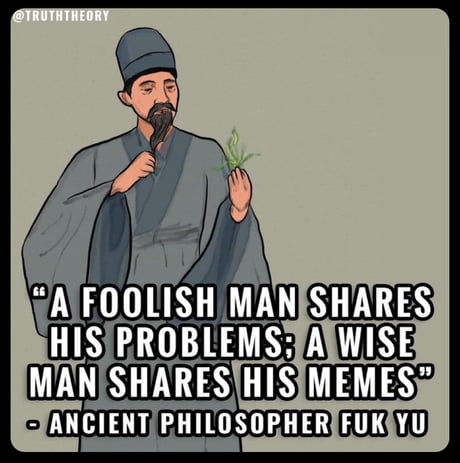 @TRUTHTHEORY
“A FOOLISH MAN SHARES
HIS PROBLEMS; A WISE
MAN SHARES HIS MEMES”
- ANCIENT PHILOSOPHER FUK YU